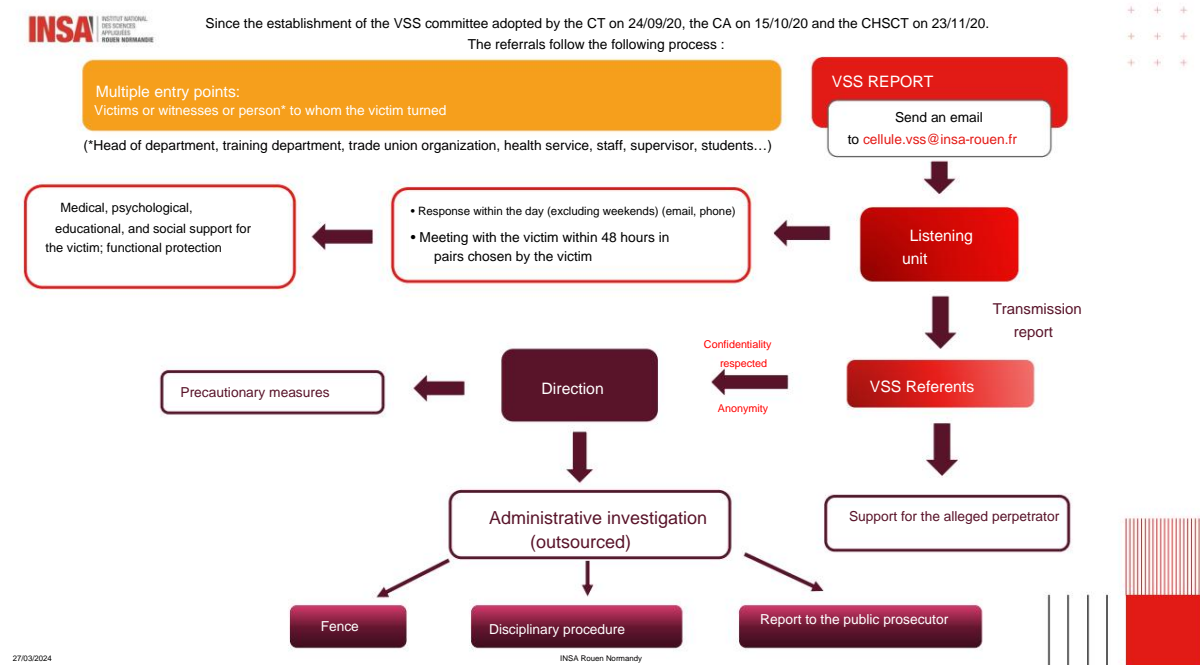 Since the establishment of the VSS committee adopted by the CT on 24/09/20, the CA on 15/10/20 and the CHSCT on 23/11/20.
The referrals follow the following process :
INSA
INSTITUT NATIONAL
DES SCIENCES
APPLIQUÉES
ROUEN NORMANDIE
Multiple entry points:
Victims or witnesses or person* to whom the victim turned
(*Head of department, training department, trade union organization, health service, staff, supervisor, students…)
VSS REPORT
Send an email
to cellule.vss@insa-rouen.fr
Listening
unit
• Response within the day (excluding weekends) (email, phone)
• Meeting with the victim within 48 hours in
pairs chosen by the victim
Medical, psychological,
educational, and social support for
the victim; functional protection
Transmission
report
VSS Referents
Confidentiality
respected
Anonymity
Direction
Precautionary measures
Support for the alleged perpetrator
Administrative investigation
(outsourced)
Fence
Disciplinary procedure
Report to the public prosecutor
27/03/2024
INSA Rouen Normandy